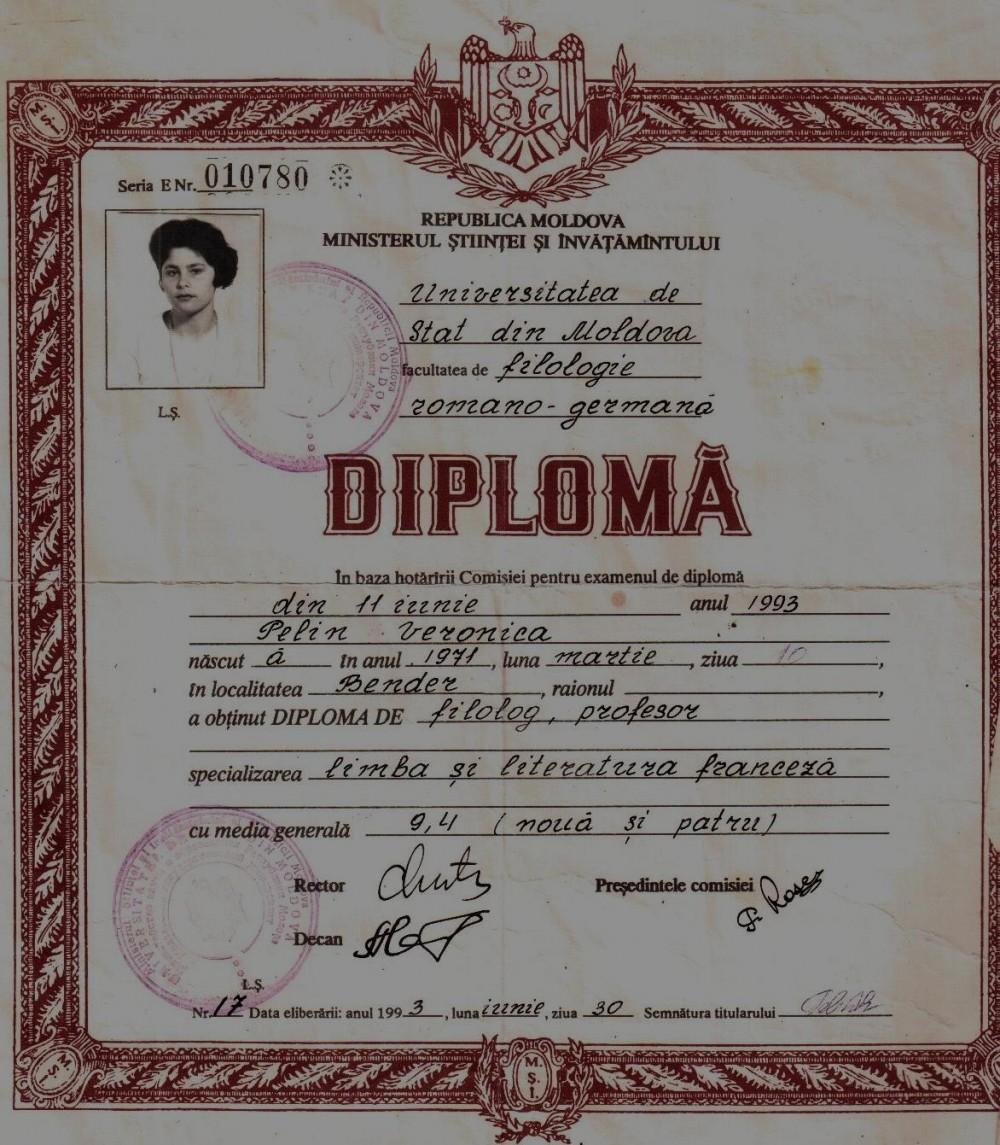 M.Ş.I.
Seria E Nr. 010780
REPUBLICA MOLDOVA
MINISTERUL ŞTIINŢEI ŞI ÎNVĂŢĂMÎNTULUI
Universitatea de
Stat din Moldova
facultatea de filologie
romano-germană
L.Ş.
DIPLOMĂ
În baza hotărîrii Comisiei pentru examenul de diplomă
din 11 iunie anul 1993
Pelin Veronica
născut ă în anul 1971, luna martie, ziua 10,
în localitatea Bender, raionul ,
a obţinut DIPLOMA DE filolog, profesor
specializarea limba şi literatura franceză
cu media generală 9,4 (nouă şi patru)
Rector
Preşedintele comisiei
Decan
L.Ş.
Nr. 17 Data eliberării: anul 1993, luna iunie, ziua 30 Semnătura titularului
M.Ş.I.